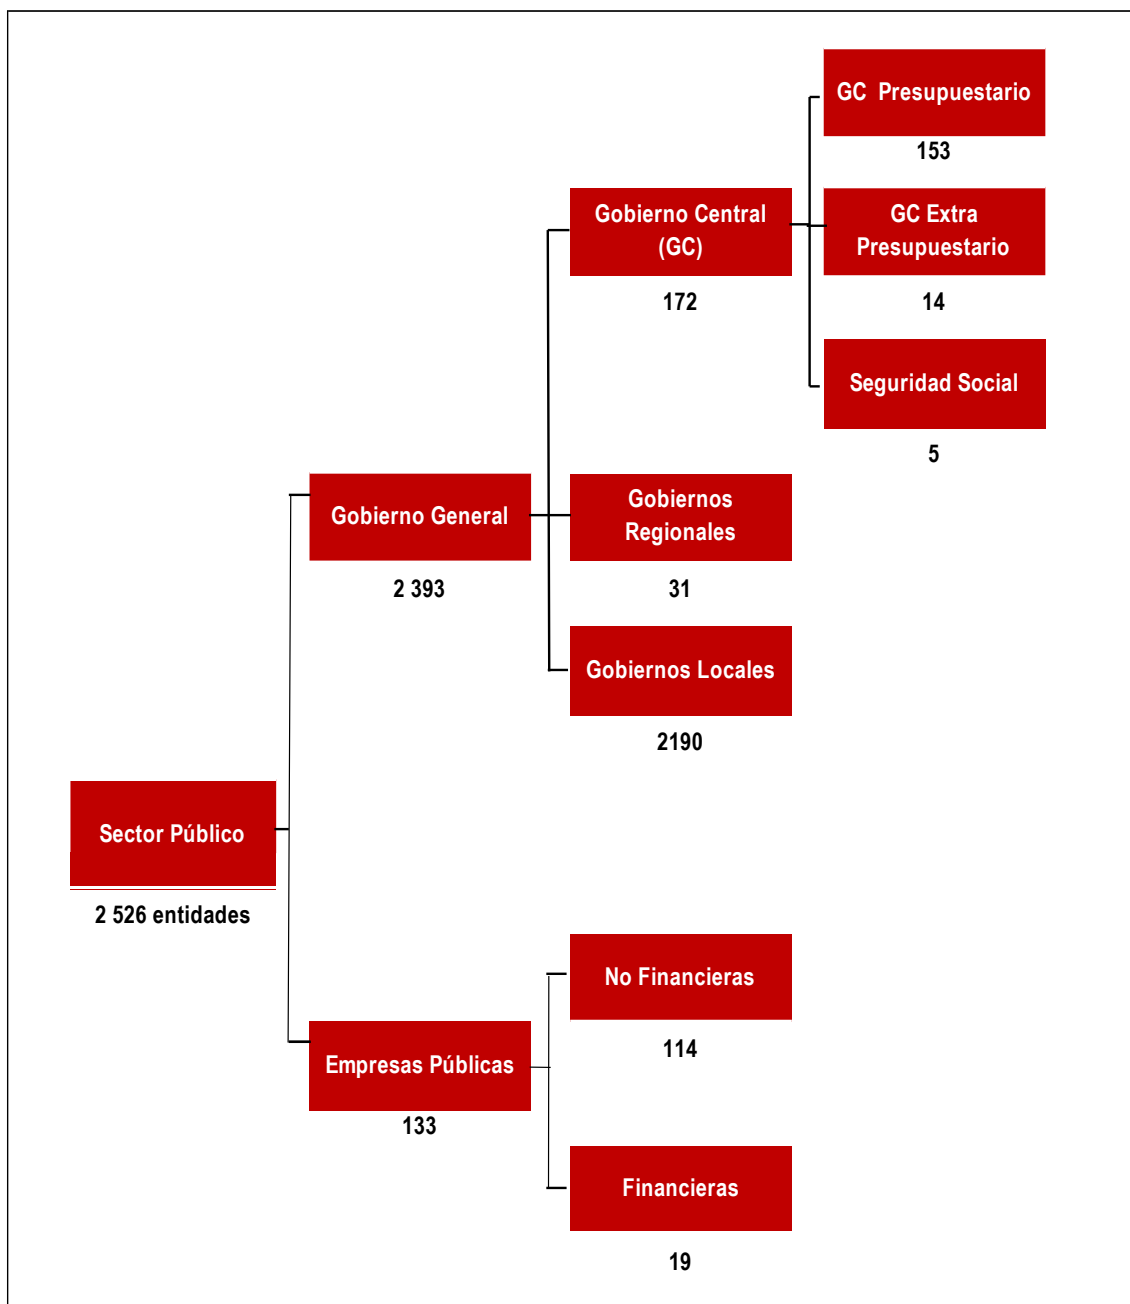 GC Presupuestario
153
Gobierno Central
(GC)
172
GC Extra
Presupuestario
14
Seguridad Social
5
Gobierno General
2 393
Gobiernos
Regionales
31
Gobiernos Locales
2190
Sector Público
2 526 entidades
No Financieras
114
Empresas Públicas
133
Financieras
19